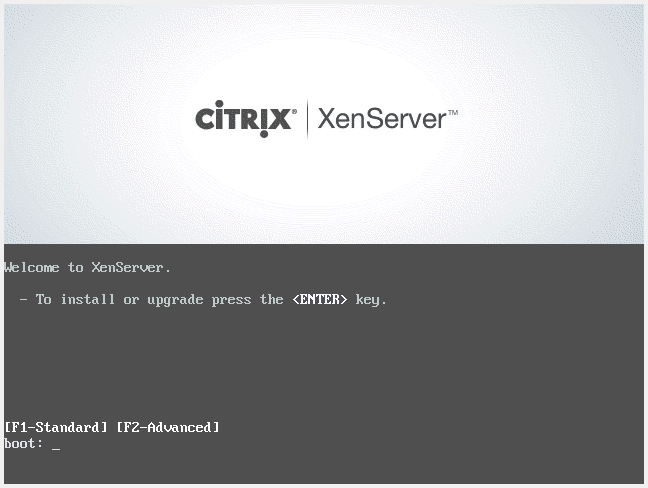 CiTRIX® | XenServer™
Welcome to XenServer.
- To install or upgrade press the <ENTER> key.
[F1-Standard] [F2-Advanced]
boot: _